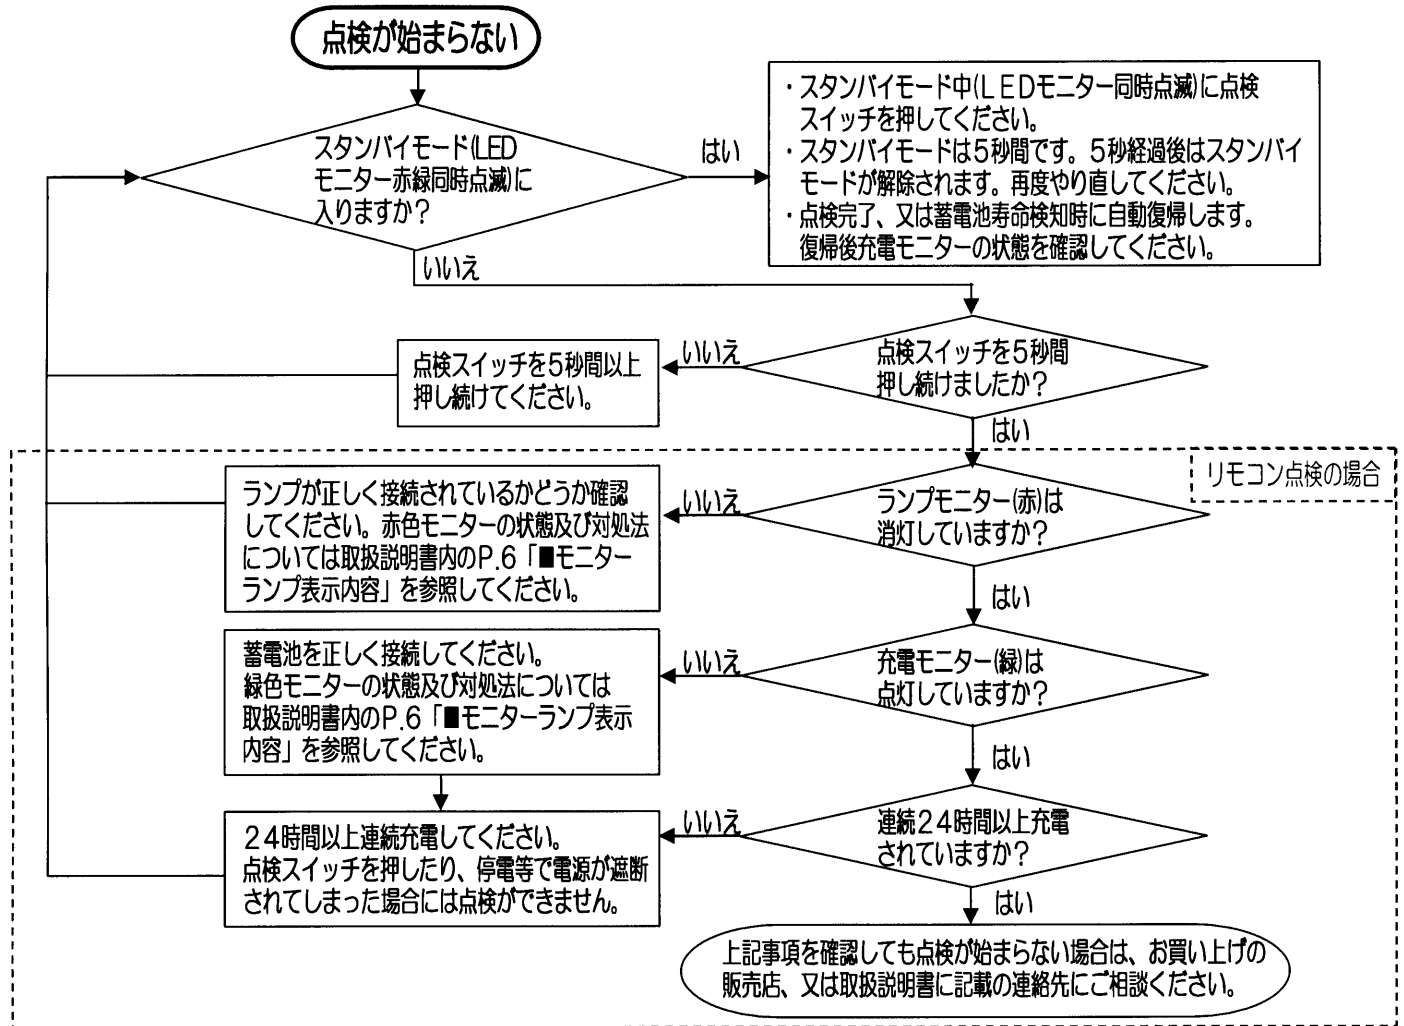 点検が始まらない
スタンバイモード(LED
モニター赤緑同時点滅)に
入りますか？
はい
・スタンバイモード中(LEDモニター同時点滅)に点検
スイッチを押してください。
・スタンバイモードは5秒間です。5秒経過後はスタンバイ
モードが解除されます。再度やり直してください。
・点検完了、又は蓄電池寿命検知時に自動復帰します。
復帰後充電モニターの状態を確認してください。
いいえ
点検スイッチを5秒間
押し続けましたか？
いいえ
点検スイッチを5秒間以上
押し続けてください。
はい
リモコン点検の場合
ランプモニター(赤)は
消灯していますか？
いいえ
ランプが正しく接続されているかどうか確認
してください。赤色モニターの状態及び対処法
については取扱説明書内のP.6「■モニター
ランプ表示内容」を参照してください。
はい
充電モニター(緑)は
点灯していますか？
いいえ
蓄電池を正しく接続してください。
緑色モニターの状態及び対処法については
取扱説明書内のP.6「■モニターランプ表示
内容」を参照してください。
はい
連続24時間以上充電
されていますか？
いいえ
24時間以上連続充電してください。
点検スイッチを押したり、停電等で電源が遮断
されてしまった場合には点検ができません。
はい
上記事項を確認しても点検が始まらない場合は、お買い上げの
販売店、又は取扱説明書に記載の連絡先にご相談ください。